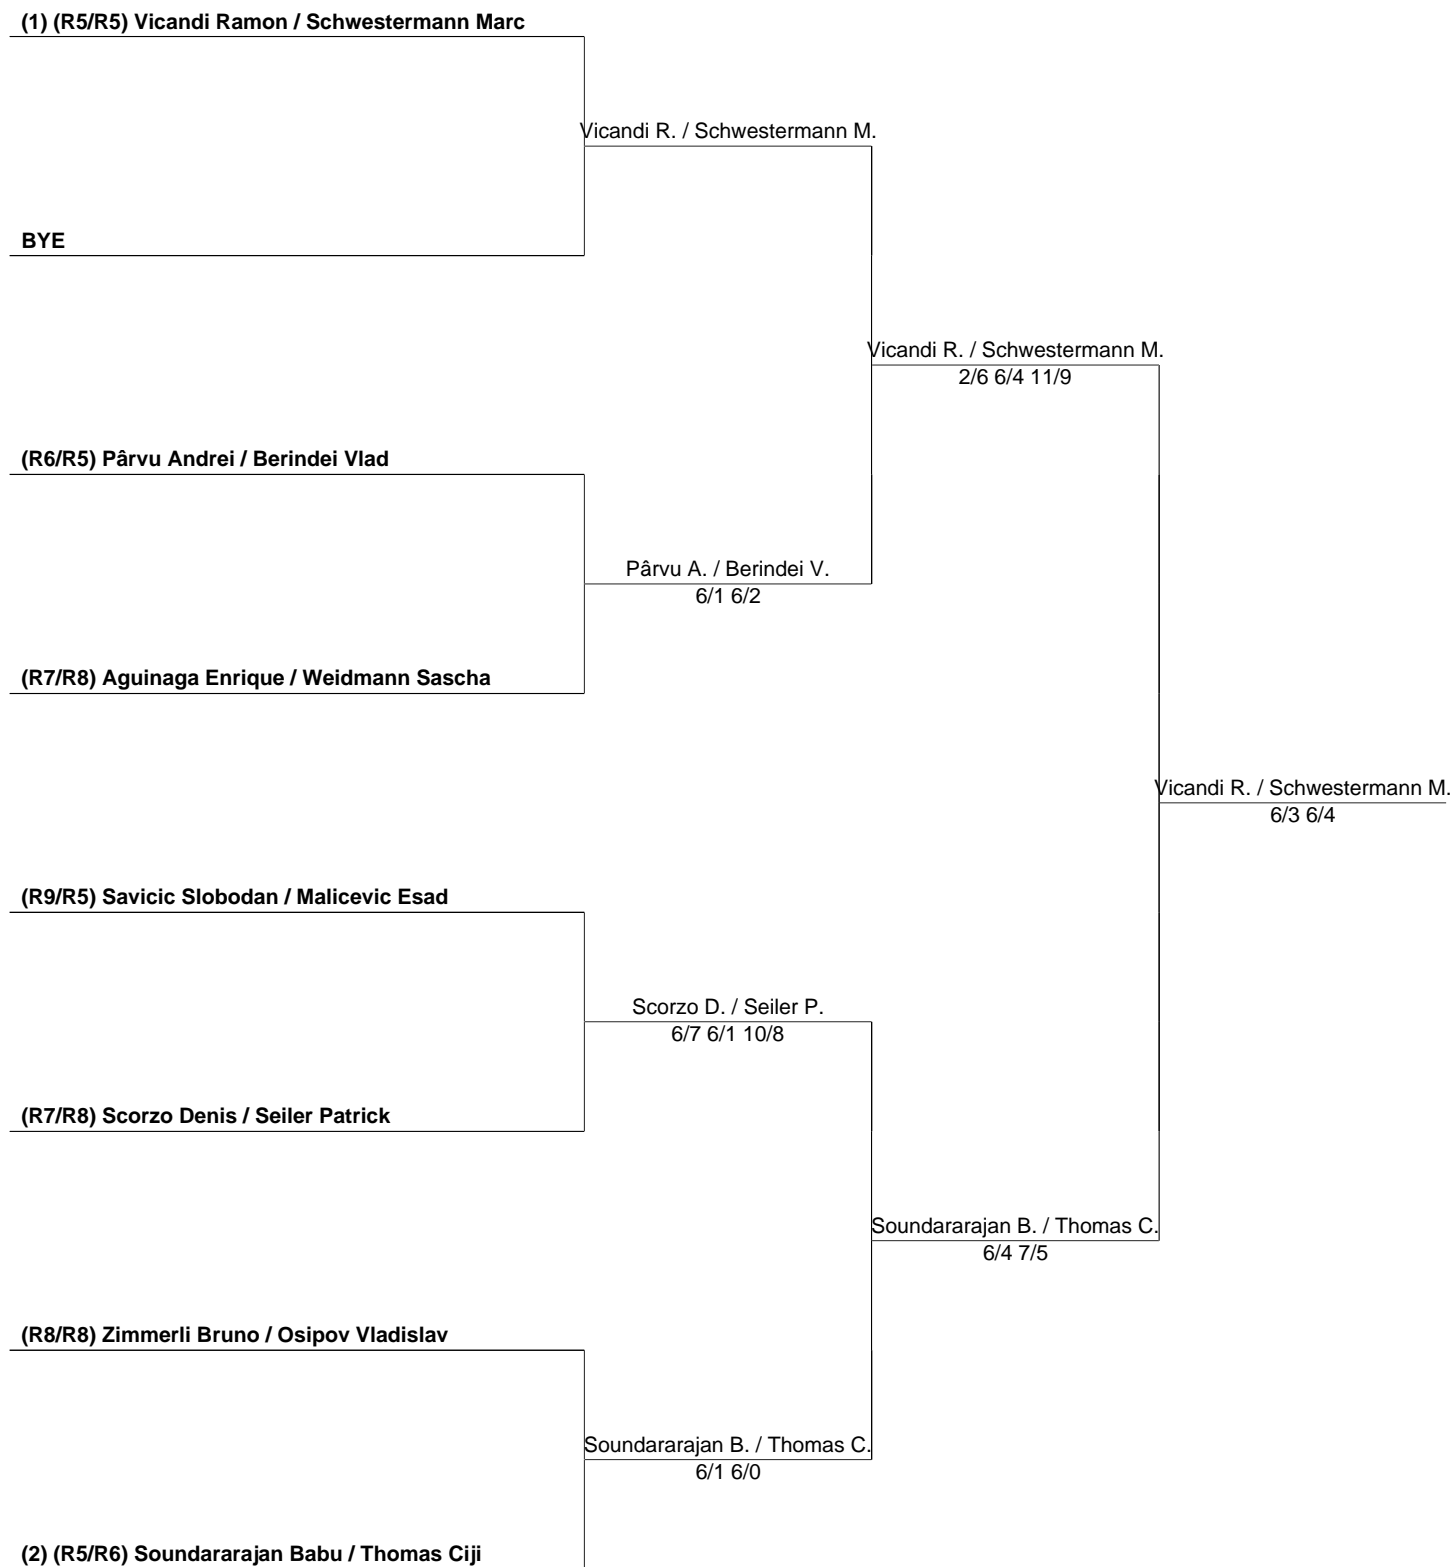 (1) (R5/R5) Vicandi Ramon / Schwestermann Marc
Vicandi R. / Schwestermann M.
BYE
Vicandi R. / Schwestermann M.
2/6 6/4 11/9
(R6/R5) Pârvu Andrei / Berindei Vlad
Pârvu A. / Berindei V.
6/1 6/2
(R7/R8) Aguinaga Enrique / Weidmann Sascha
Vicandi R. / Schwestermann M.
6/3 6/4
(R9/R5) Savicic Slobodan / Malicevic Esad
Scorzo D. / Seiler P.
6/7 6/1 10/8
(R7/R8) Scorzo Denis / Seiler Patrick
Soundararajan B. / Thomas C.
6/4 7/5
(R8/R8) Zimmerli Bruno / Osipov Vladislav
Soundararajan B. / Thomas C.
6/1 6/0
(2) (R5/R6) Soundararajan Babu / Thomas Ciji